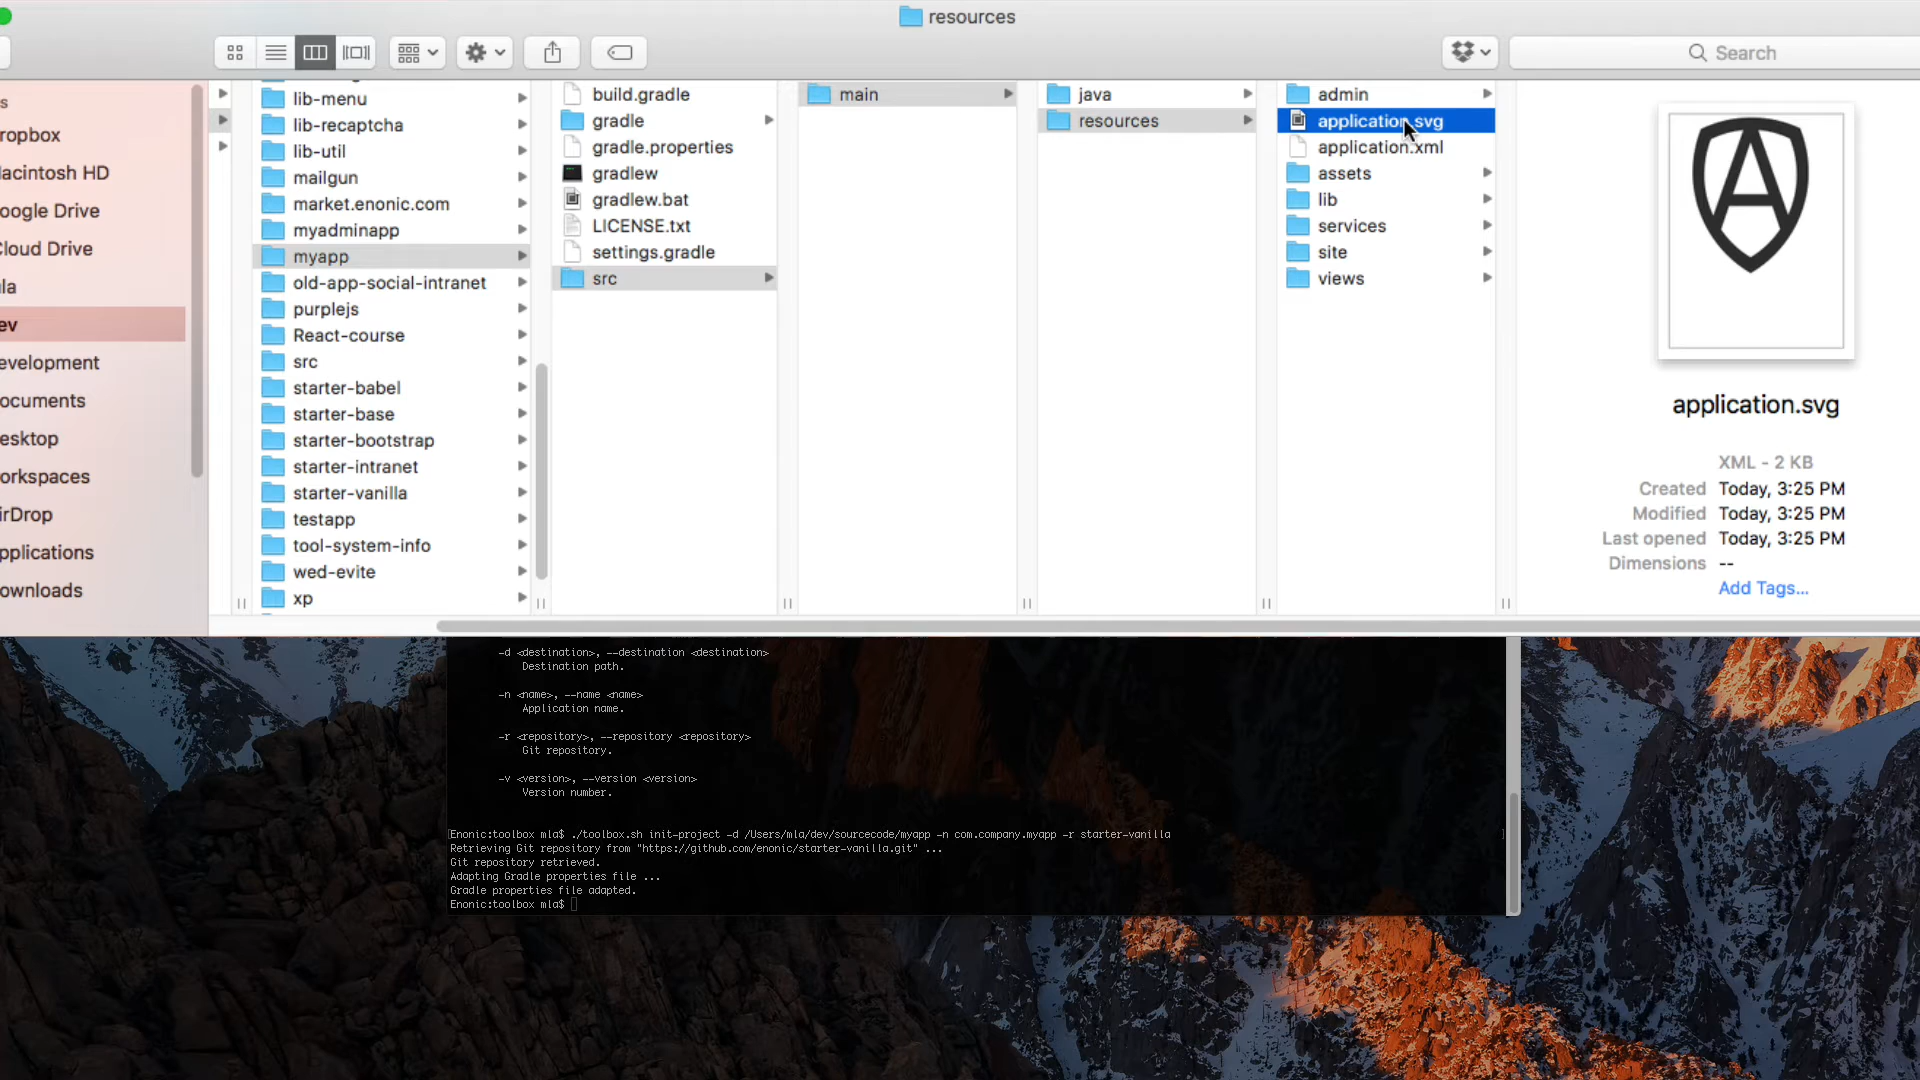 resources
Search
s
ropbox
lacintosh HD
oogle Drive
Cloud Drive
la
ev
evelopment
ocuments
esktop
orkspaces
irDrop
pplications
ownloads
lib-menu
lib-recaptcha
lib-util
mailgun
market.enonic.com
myadminapp
myapp
old-app-social-intranet
purplejs
React-course
src
starter-babel
starter-base
starter-bootstrap
starter-intranet
starter-vanilla
testapp
tool-system-info
wed-evite
xp
build.gradle
gradle
gradle.properties
gradlew
gradlew.bat
LICENSE.txt
settings.gradle
src
main
java
resources
admin
application.svg
application.xml
assets
lib
services
site
views
application.svg
XML - 2 KB
Created Today, 3:25 PM
Modified Today, 3:25 PM
Last opened Today, 3:25 PM
Dimensions --
Add Tags...
-d <destination>, --destination <destination>
Destination path.
-n <name>, --name <name>
Application name.
-r <repository>, --repository <repository>
Git repository.
-v <version>, --version <version>
Version number.
Enonic:toolbox mla$ ./toolbox.sh init-project -d /Users/mla/dev/sourcecode/myapp -n com.company.myapp -r starter-vanilla
Retrieving Git repository from "https://github.com/enonic/starter-vanilla.git" ...
Git repository retrieved.
Adapting Gradle properties file ...
Gradle properties file adapted.
Enonic:toolbox mla$